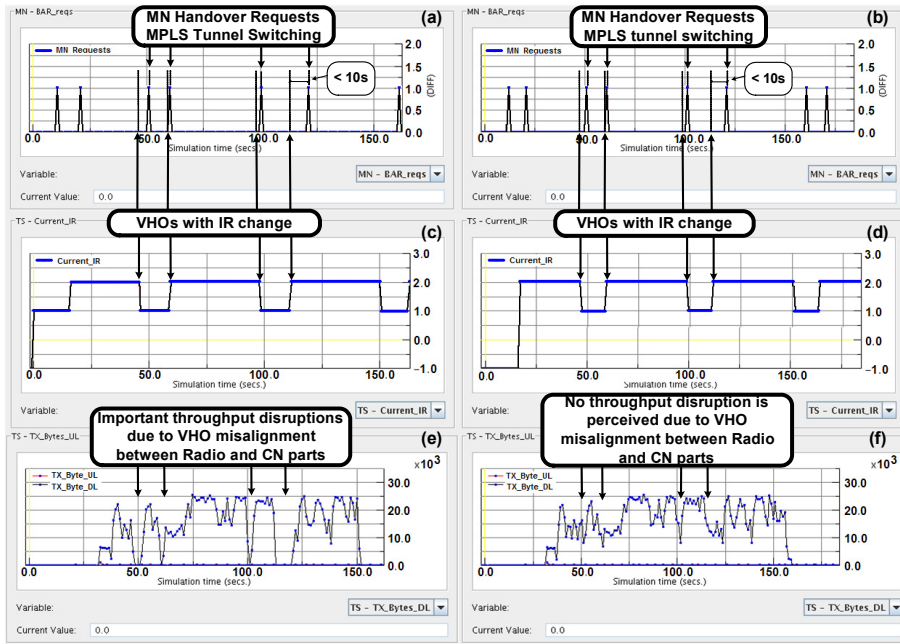 MN - BAR_reqs
MN Handover Requests
MPLS Tunnel Switching
(a)
MN_Requests
< 10s
2.0
1.5
1.0
0.5
0.0
(DIFF)
0.0
50.0
100.0
150.0
Simulation time (secs.)
Variable:
MN - BAR_reqs
Current Value:
0.0
MN - BAR_reqs
MN Handover Requests
MPLS tunnel switching
(b)
MN_Requests
< 10s
2.0
1.5
1.0
0.5
0.0
(DIFF)
0.0
50.0
100.0
150.0
Simulation time (secs.)
Variable:
MN - BAR_reqs
Current Value:
0.0
TS - Current_IR
VHOs with IR change
(c)
Current_IR
3.0
2.0
1.0
0.0
-1.0
0.0
50.0
100.0
150.0
Simulation time (secs.)
Variable:
TS - Current_IR
TS - Current_IR
VHOs with IR change
(d)
Current_IR
3.0
2.0
1.0
0.0
-1.0
0.0
50.0
100.0
150.0
Simulation time (secs.)
Variable:
TS - Current_IR
TS - TX_Bytes_UL
Important throughput disruptions
due to VHO misalignment
between Radio and CN parts
(e)
x10³
TX_Byte_UL
TX_Byte_DL
30.0
20.0
10.0
0.0
0.0
50.0
100.0
150.0
Simulation time (secs.)
Variable:
TS - TX_Bytes_DL
Current Value:
0.0
TS - TX_Bytes_UL
No throughput disruption is
perceived due to VHO
misalignment between Radio
and CN parts
(f)
x10³
TX_Byte_UL
TX_Byte_DL
30.0
20.0
10.0
0.0
0.0
50.0
100.0
150.0
Simulation time (secs.)
Variable:
TS - TX_Bytes_DL
Current Value:
0.0